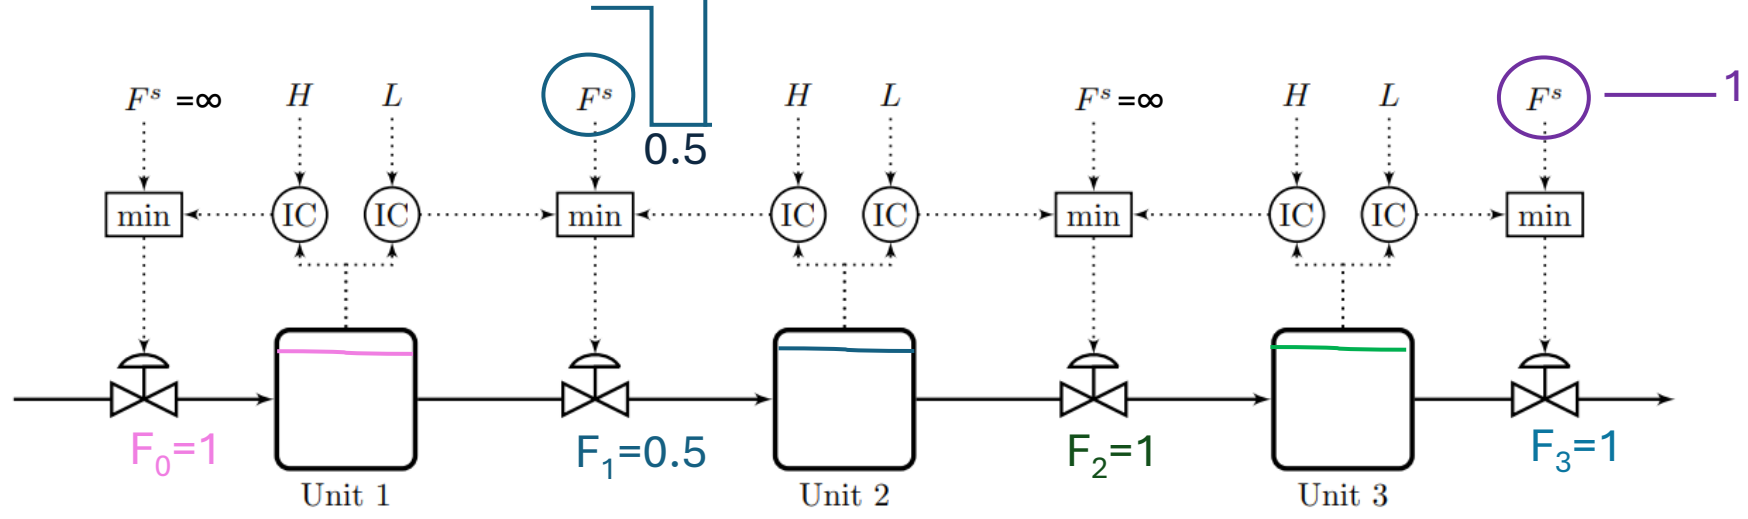 F^s =∞ H L F^s H L F^s =∞ H L F^s 1
0.5
min IC IC min IC IC min IC IC min
F₀=1 F₁=0.5 F₂=1 F₃=1
Unit 1 Unit 2 Unit 3